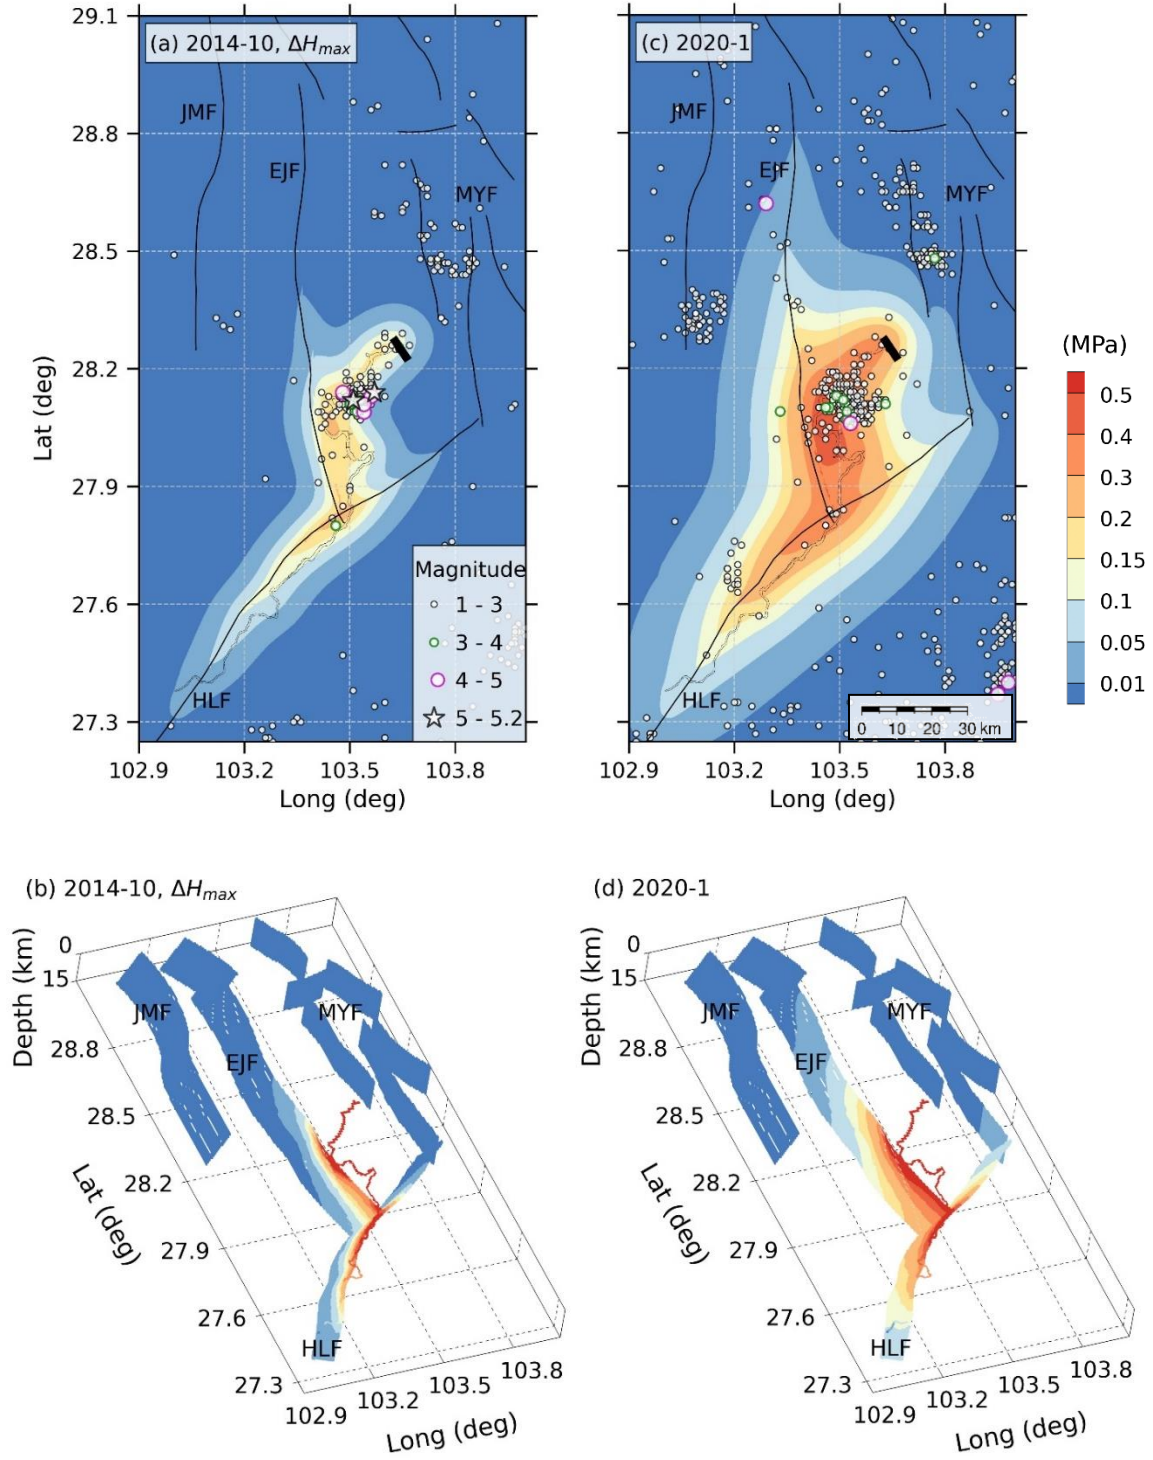 (a) 2014-10, ΔHmax
(c) 2020-1
29.1
28.8
28.5
28.2
27.9
27.6
27.3
Lat (deg)
JMF
EJF
MYF
HLF
Magnitude
1 - 3
3 - 4
4 - 5
5 - 5.2
102.9 103.2 103.5 103.8
Long (deg)
JMF
EJF
MYF
HLF
0 10 20 30 km
102.9 103.2 103.5 103.8
Long (deg)
(MPa)
0.5
0.4
0.3
0.2
0.15
0.1
0.05
0.01
(b) 2014-10, ΔHmax
Depth (km)
0
15
28.8
28.5
28.2
27.9
27.6
27.3
Lat (deg)
JMF
EJF
MYF
HLF
102.9 103.2 103.5 103.8
Long (deg)
(d) 2020-1
Depth (km)
0
15
28.8
28.5
28.2
27.9
27.6
27.3
Lat (deg)
JMF
EJF
MYF
HLF
102.9 103.2 103.5 103.8
Long (deg)